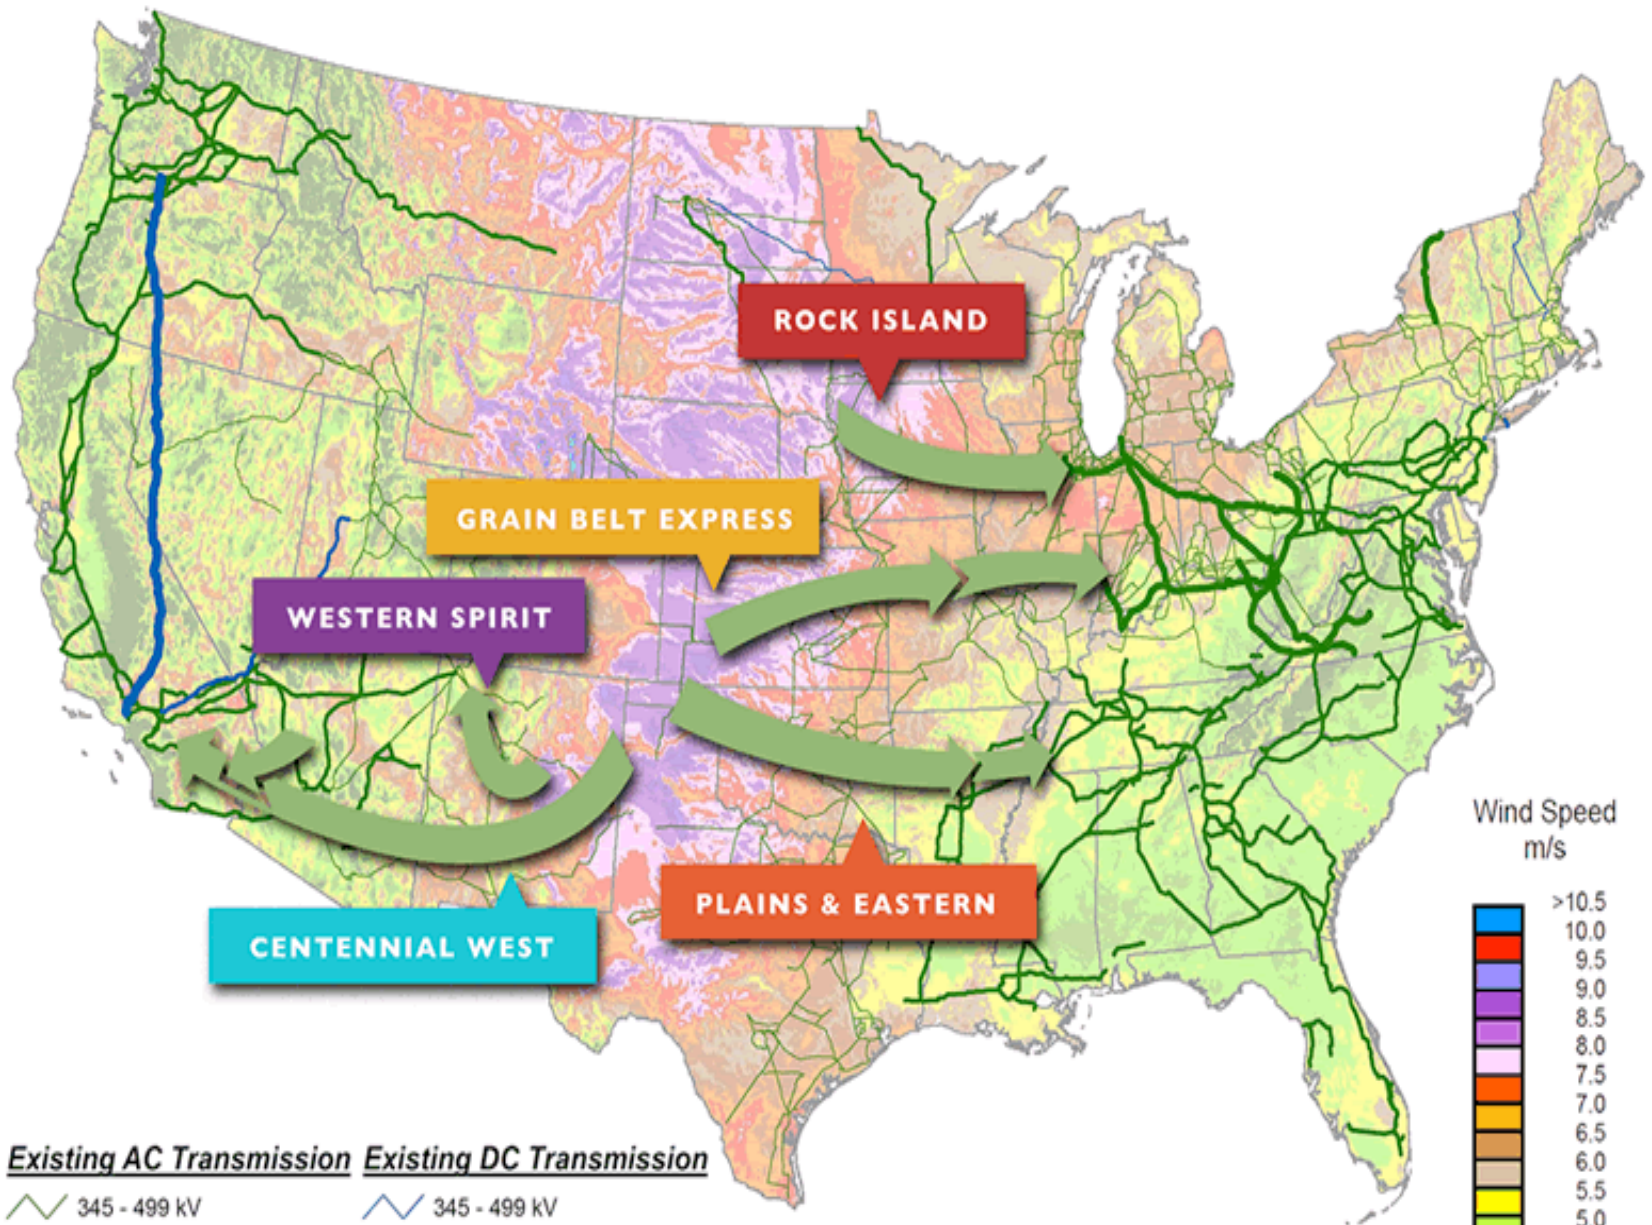 ROCK ISLAND
GRAIN BELT EXPRESS
WESTERN SPIRIT
PLAINS & EASTERN
CENTENNIAL WEST
Wind Speed
m/s
>10.5
10.0
9.5
9.0
8.5
8.0
7.5
7.0
6.5
6.0
5.5
5.0
Existing AC Transmission
345 - 499 kV
Existing DC Transmission
345 - 499 kV